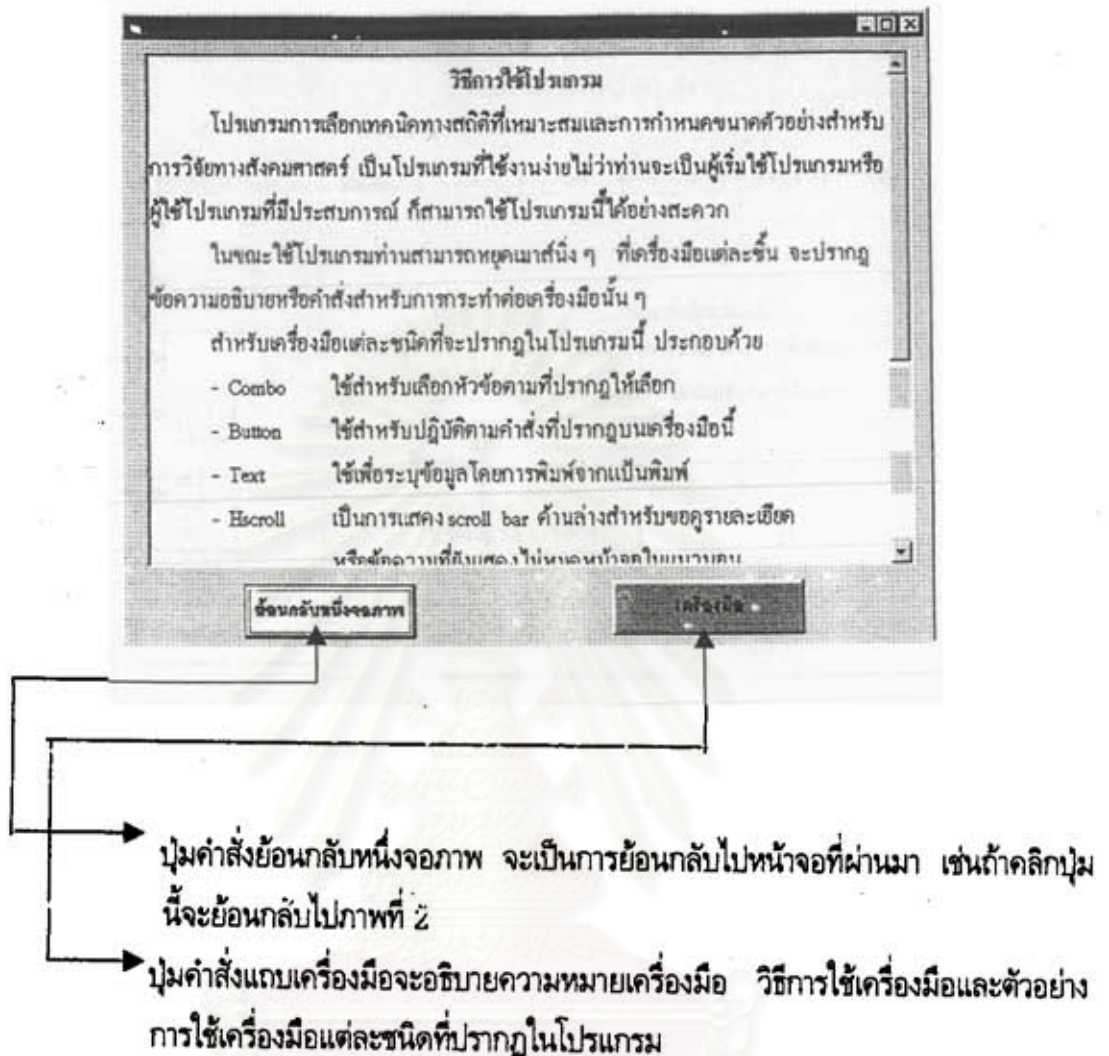 วิธีการใช้โปรแกรม
โปรแกรมการเลือกเทคนิคทางสถิติที่เหมาะสมและการกำหนดขนาดตัวอย่างสำหรับ
การวิจัยทางสังคมศาสตร์ เป็นโปรแกรมที่ใช้งานง่ายไม่ว่าท่านจะเป็นผู้เริ่มใช้โปรแกรมหรือ
ผู้ใช้โปรแกรมที่มีประสบการณ์ ก็สามารถใช้โปรแกรมนี้ได้อย่างสะดวก
ในขณะใช้โปรแกรมท่านสามารถหยุดเมาส์นิ่ง ๆ ที่เครื่องมือแต่ละชิ้น จะปรากฏ
ข้อความอธิบายหรือคำสั่งสำหรับการกระทำต่อเครื่องมือนั้น ๆ
สำหรับเครื่องมือแต่ละชนิดที่จะปรากฏในโปรแกรมนี้ ประกอบด้วย
- Combo ใช้สำหรับเลือกหัวข้อตามที่ปรากฏให้เลือก
- Button ใช้สำหรับปฏิบัติตามคำสั่งที่ปรากฏบนเครื่องมือนี้
- Text ใช้เพื่อระบุข้อมูลโดยการพิมพ์จากแป้นพิมพ์
- Hscroll เป็นการแสดง scroll bar ด้านล่างสำหรับขอดูรายละเอียด
หรือข้อความที่ยังแสดงไม่หมดหน้าจอในแนวนอน
ย้อนกลับหนึ่งจอภาพ
เครื่องมือ
ปุ่มคำสั่งย้อนกลับหนึ่งจอภาพ จะเป็นการย้อนกลับไปหน้าจอที่ผ่านมา เช่นถ้าคลิกปุ่ม
นี้จะย้อนกลับไปภาพที่ 2
ปุ่มคำสั่งแถบเครื่องมือจะอธิบายความหมายเครื่องมือ วิธีการใช้เครื่องมือและตัวอย่าง
การใช้เครื่องมือแต่ละชนิดที่ปรากฏในโปรแกรม